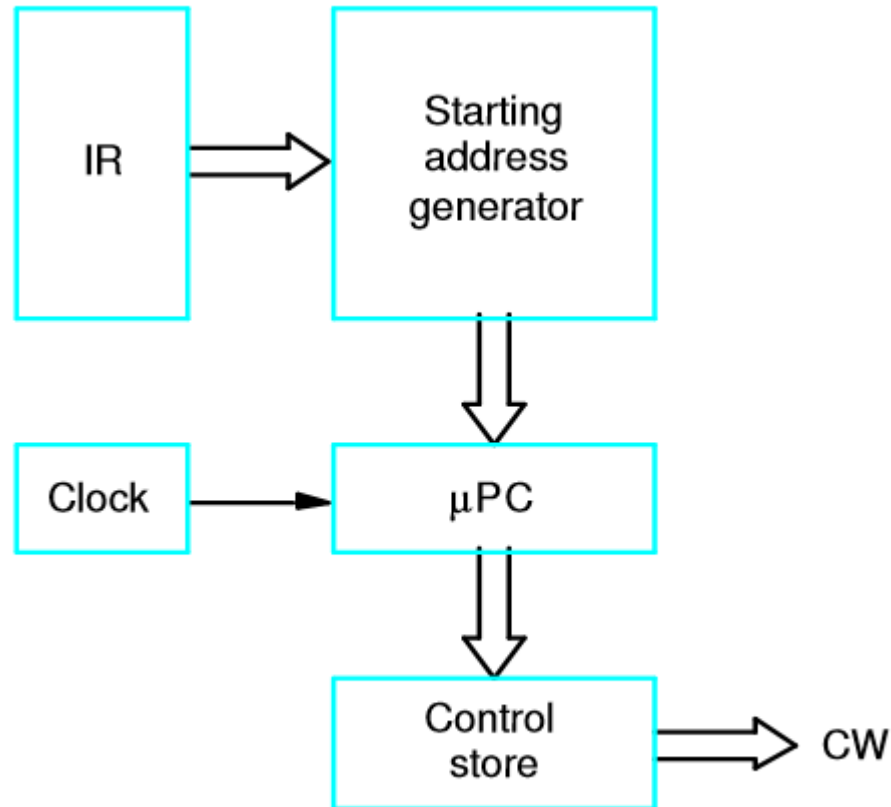 IR
Starting
address
generator
Clock
μPC
Control
store
CW